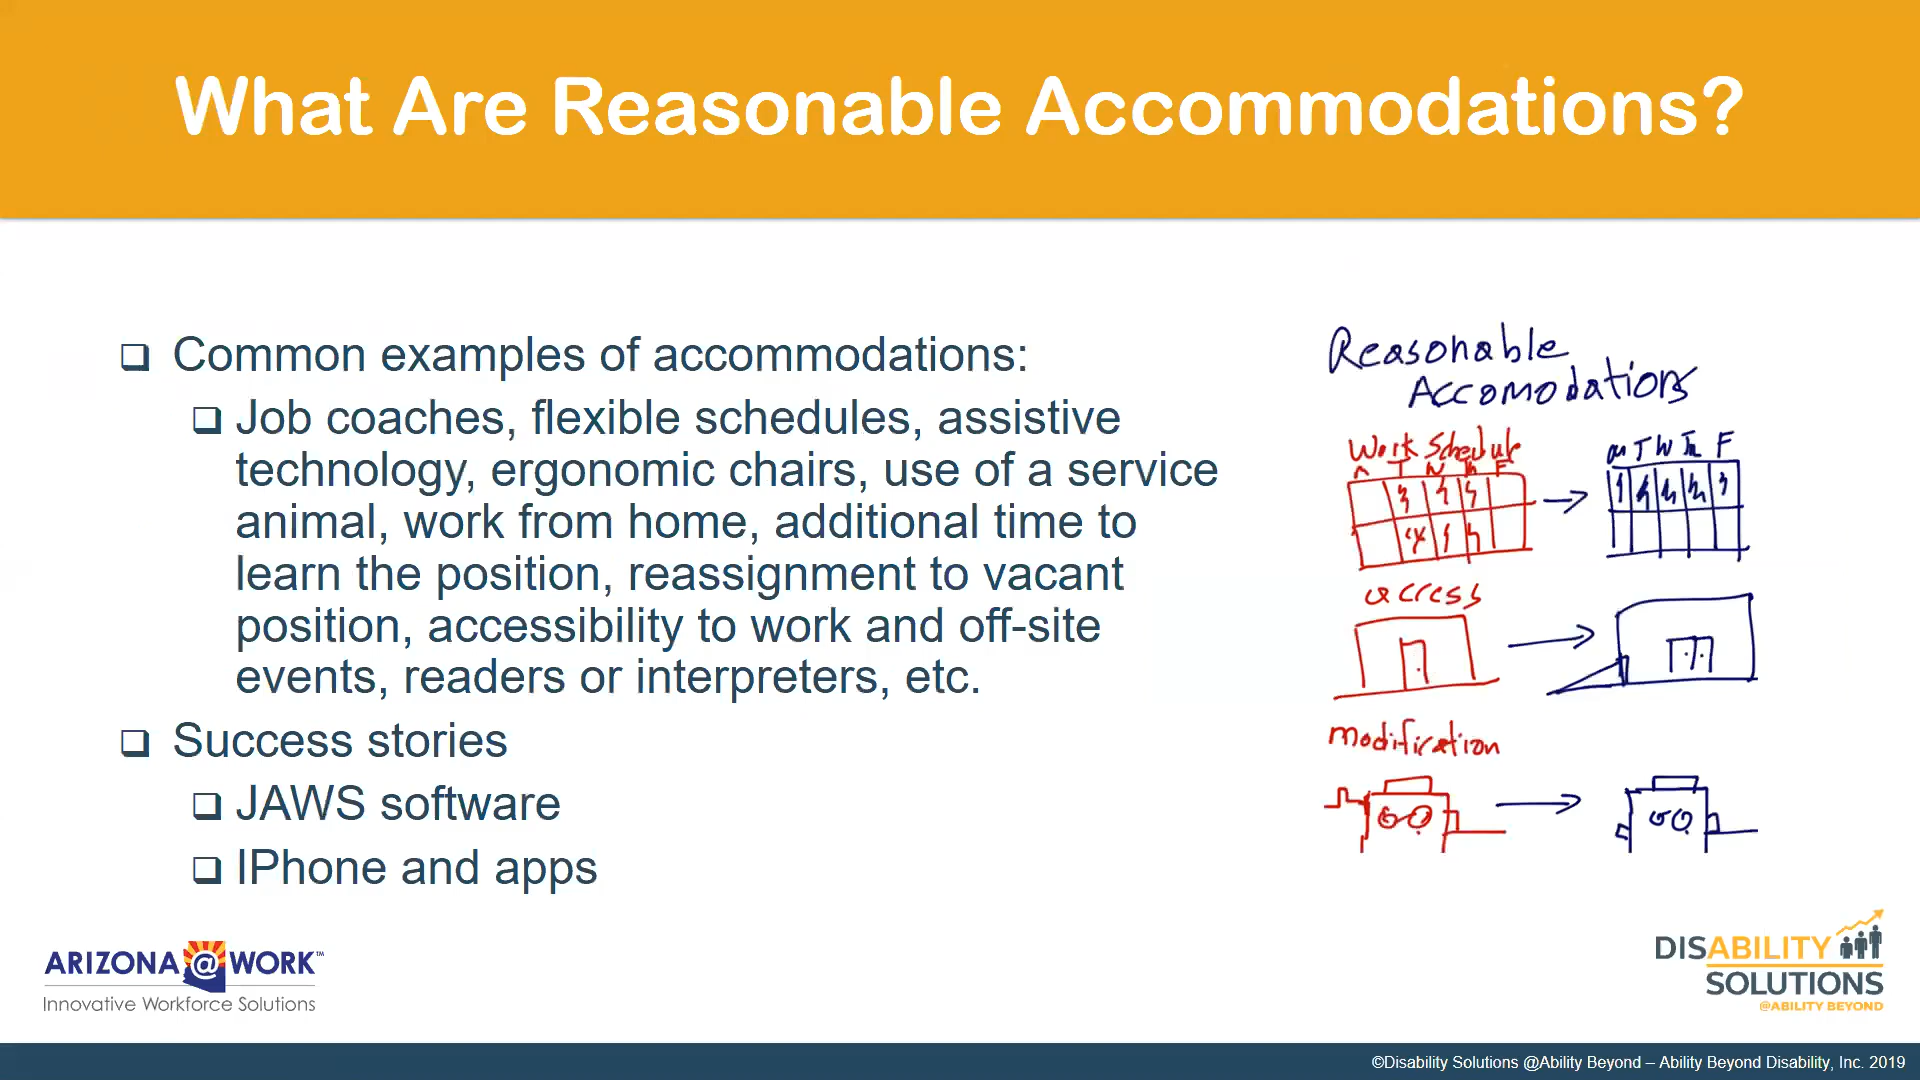 What Are Reasonable Accommodations?
Common examples of accommodations:
Job coaches, flexible schedules, assistive
technology, ergonomic chairs, use of a service
animal, work from home, additional time to
learn the position, reassignment to vacant
position, accessibility to work and off-site
events, readers or interpreters, etc.
Success stories
JAWS software
IPhone and apps
Reasonable
Accomodations
Work Schedule
T W Th F
M T W Th F
access
modification
ARIZONA@WORK™
Innovative Workforce Solutions
DISABILITY
SOLUTIONS
@ABILITY BEYOND
©Disability Solutions @Ability Beyond – Ability Beyond Disability, Inc. 2019